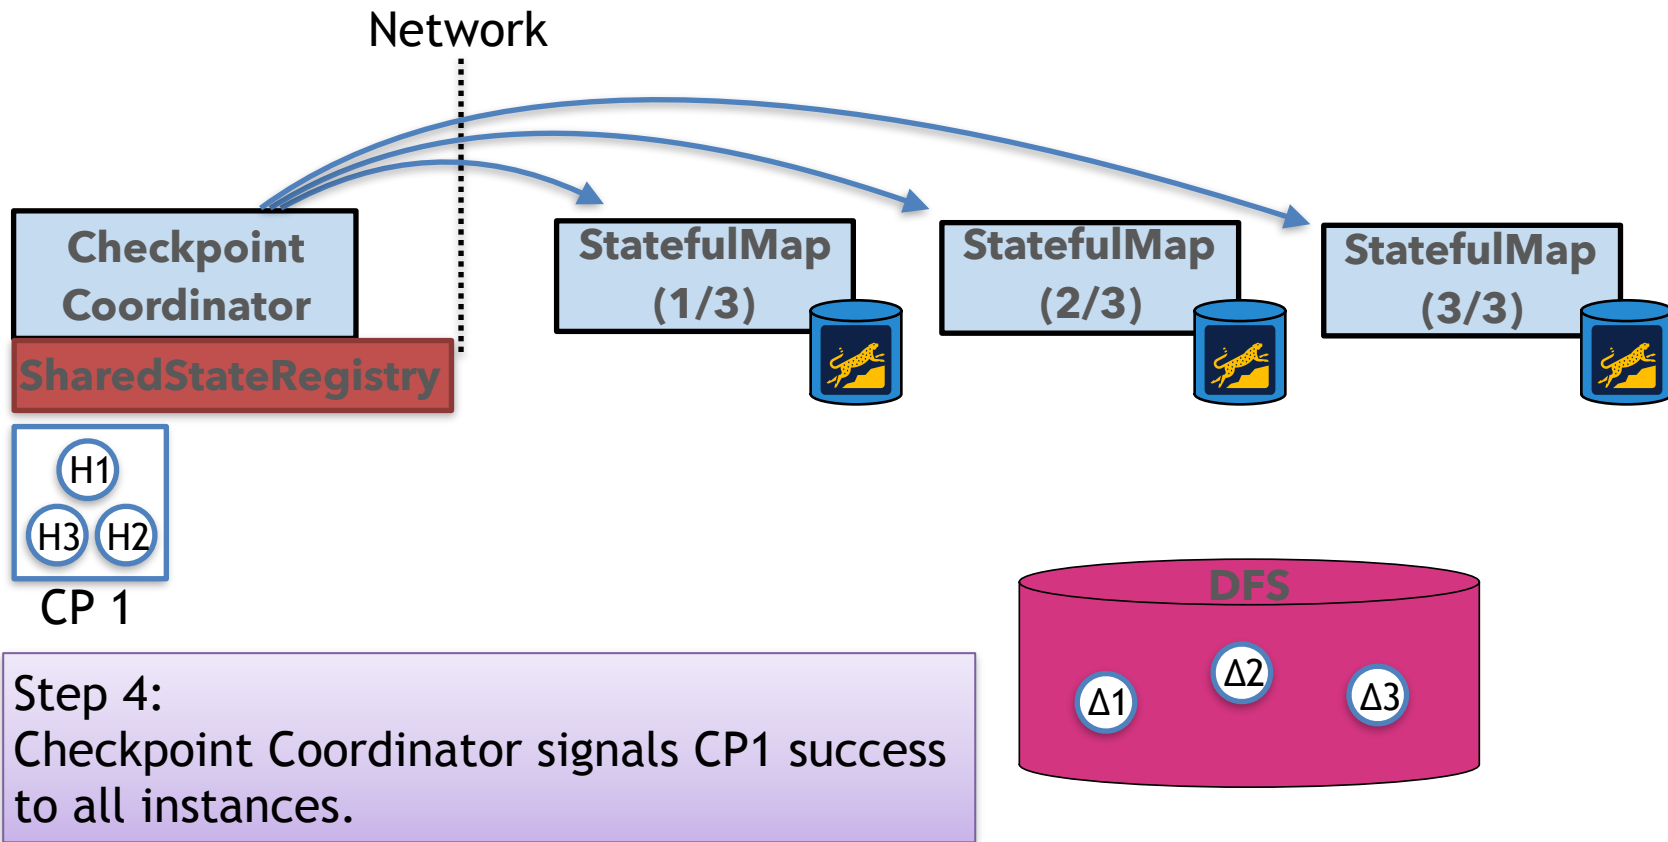 Network
Checkpoint
Coordinator
SharedStateRegistry
StatefulMap
(1/3)
StatefulMap
(2/3)
StatefulMap
(3/3)
H1
H3
H2
CP 1
DFS
Δ1
Δ2
Δ3
Step 4:
Checkpoint Coordinator signals CP1 success
to all instances.